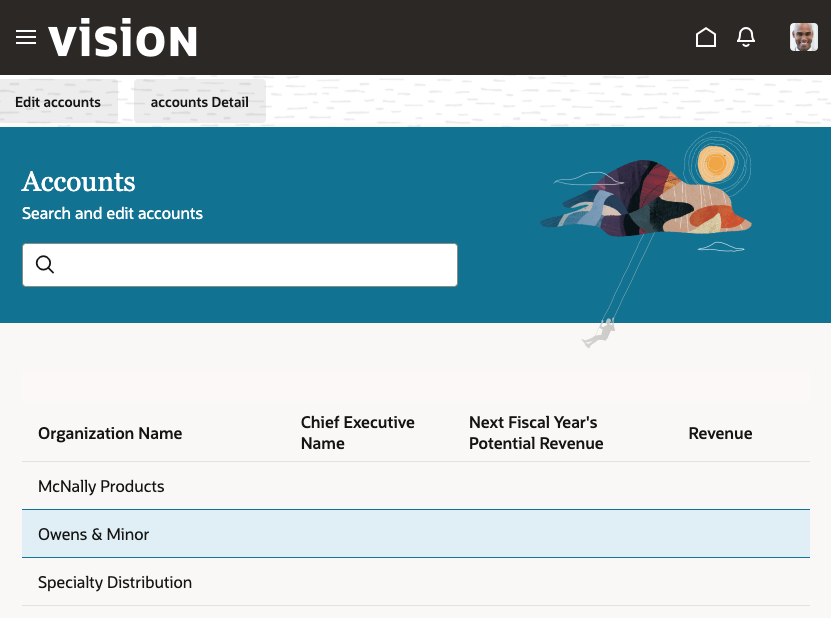 vision
Edit accounts
accounts Detail
Accounts
Search and edit accounts
Organization Name
Chief Executive
Name
Next Fiscal Year's
Potential Revenue
Revenue
McNally Products
Owens & Minor
Specialty Distribution